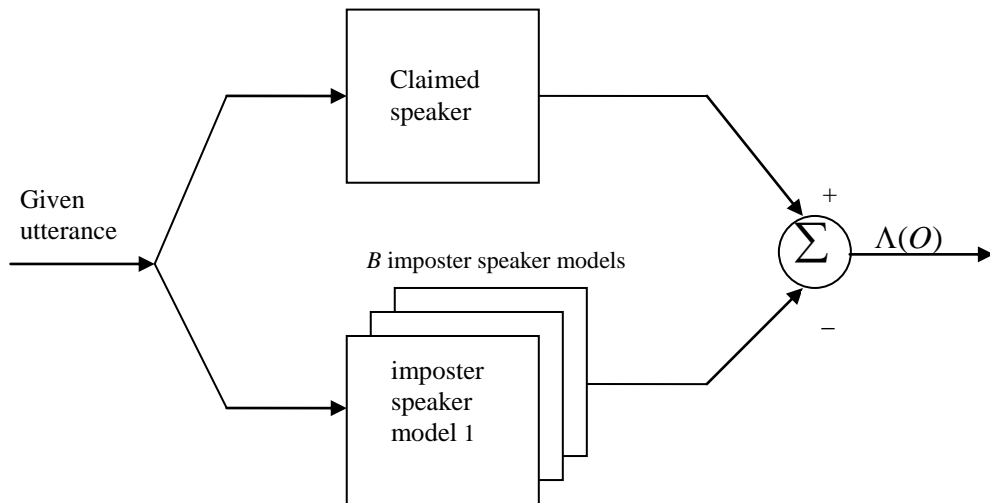 Claimed
speaker
Given
utterance
+
∑
Λ(O)
B imposter speaker models
−
imposter
speaker
model 1